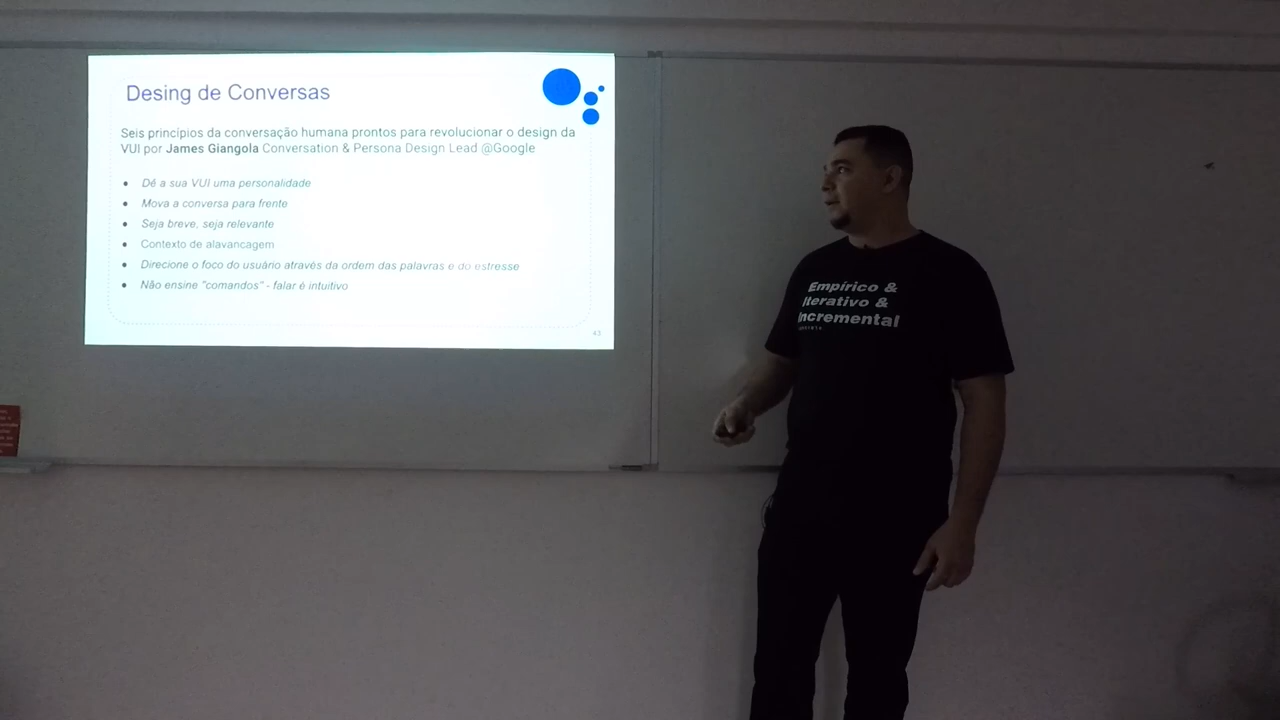 Desing de Conversas
Seis princípios da conversação humana prontos para revolucionar o design da
VUI por James Giangola Conversation & Persona Design Lead @Google
Dê a sua VUI uma personalidade
Mova a conversa para frente
Seja breve, seja relevante
Contexto de alavancagem
Direcione o foco do usuário através da ordem das palavras e do estresse
Não ensine "comandos" - falar é intuitivo
43
Empírico &
Iterativo &
Incremental